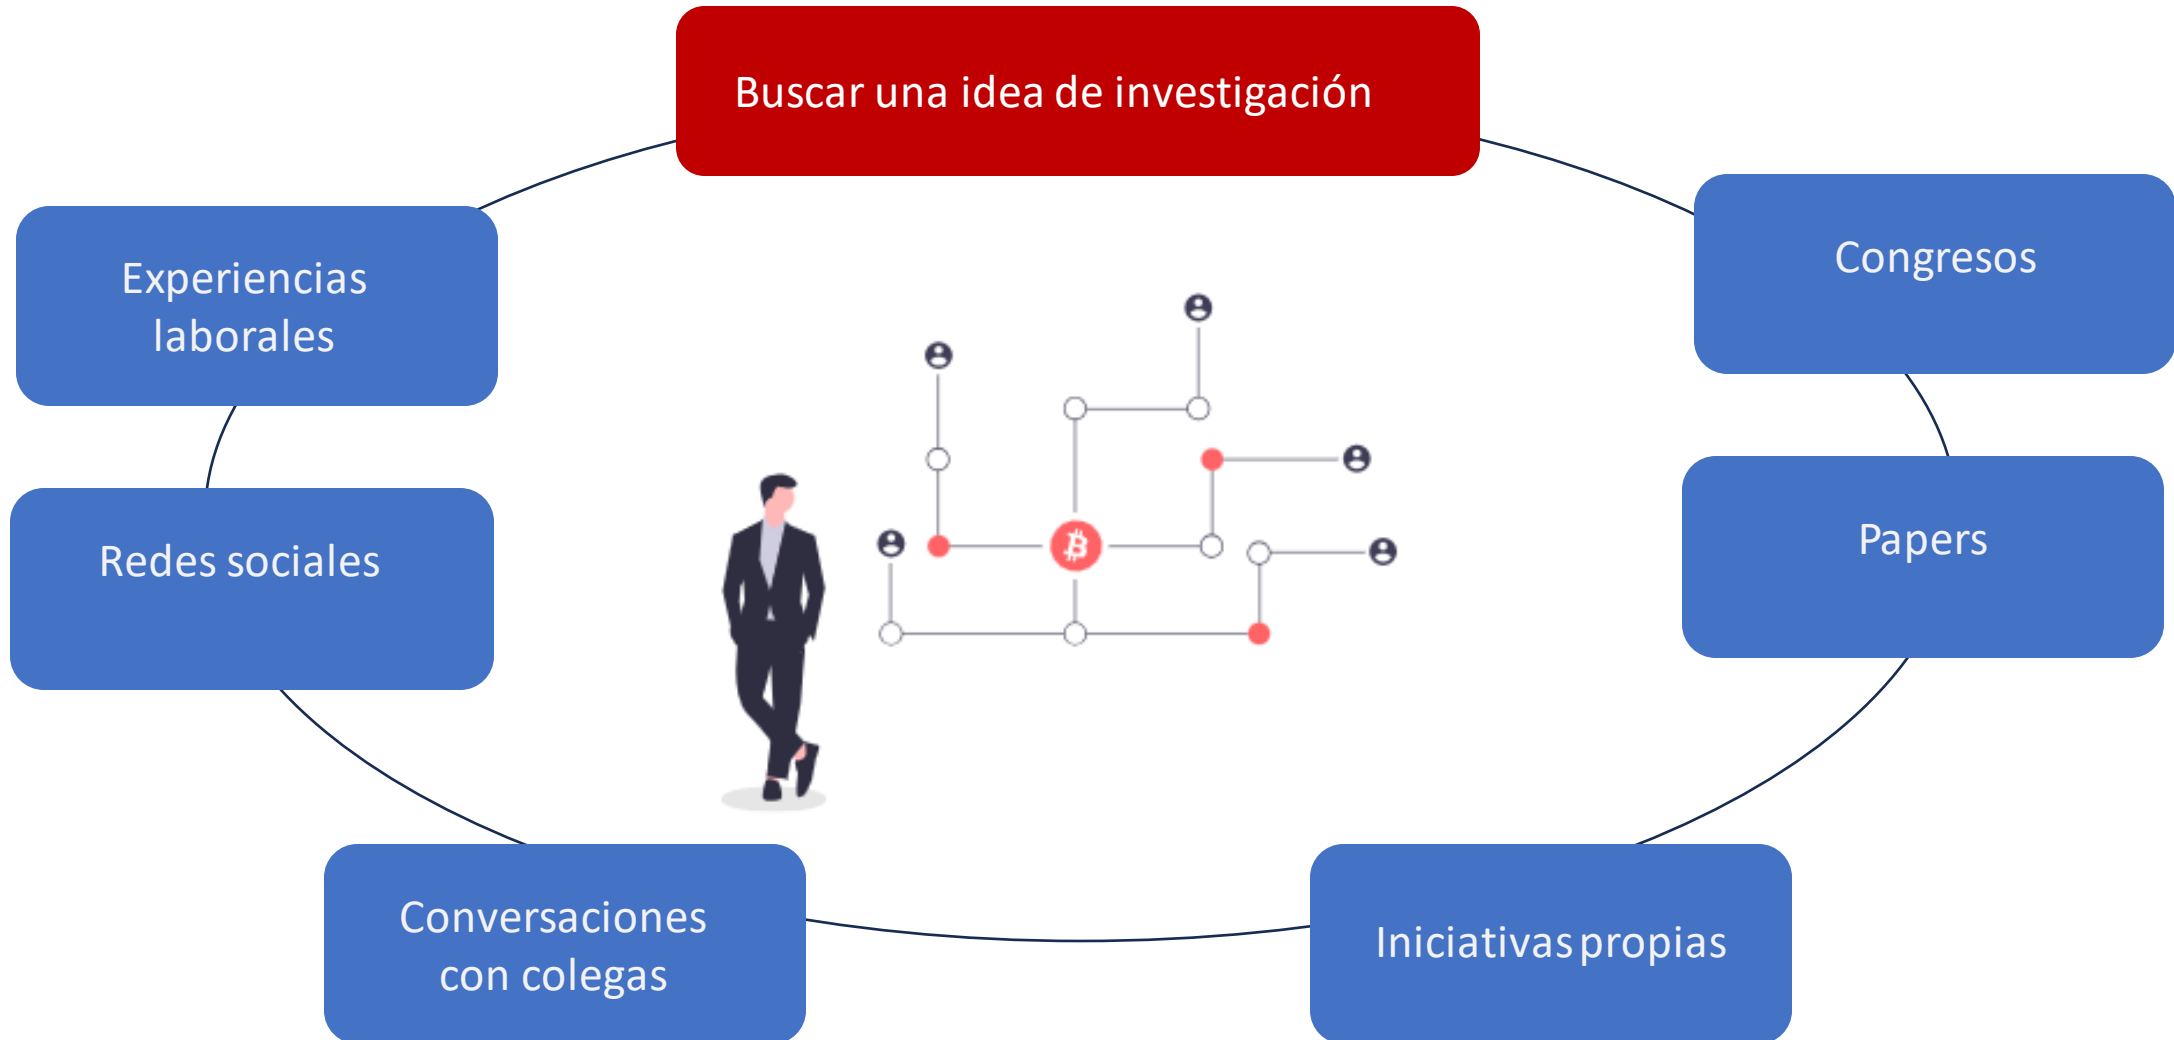 Buscar una idea de investigación
Experiencias
laborales
Congresos
Redes sociales
Papers
Conversaciones
con colegas
Iniciativas propias